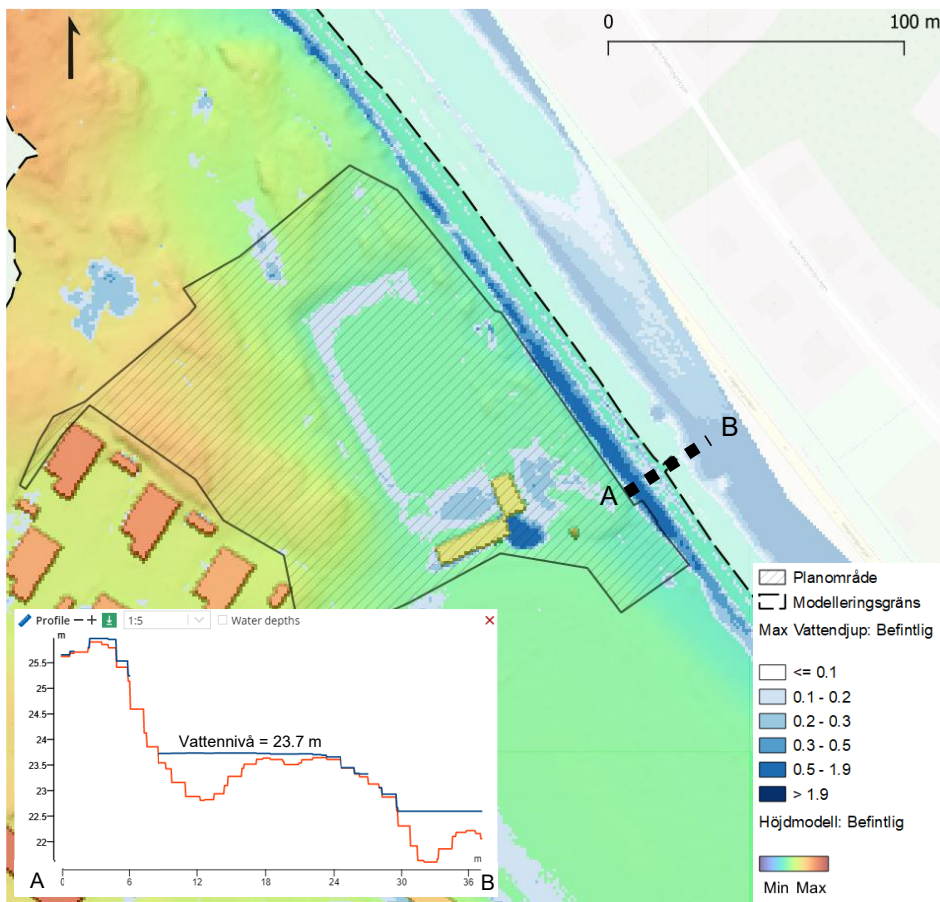 0 100 m
B
A
Planområde
Modelleringsgräns
Max Vattendjup: Befintlig
<= 0.1
0.1 - 0.2
0.2 - 0.3
0.3 - 0.5
0.5 - 1.9
> 1.9
Höjdmodell: Befintlig
Min Max
Profile 1:5 Water depths
m
25.5
25
24.5
24
23.5
23
22.5
22
Vattennivå = 23.7 m
m
A 0 6 12 18 24 30 36 B